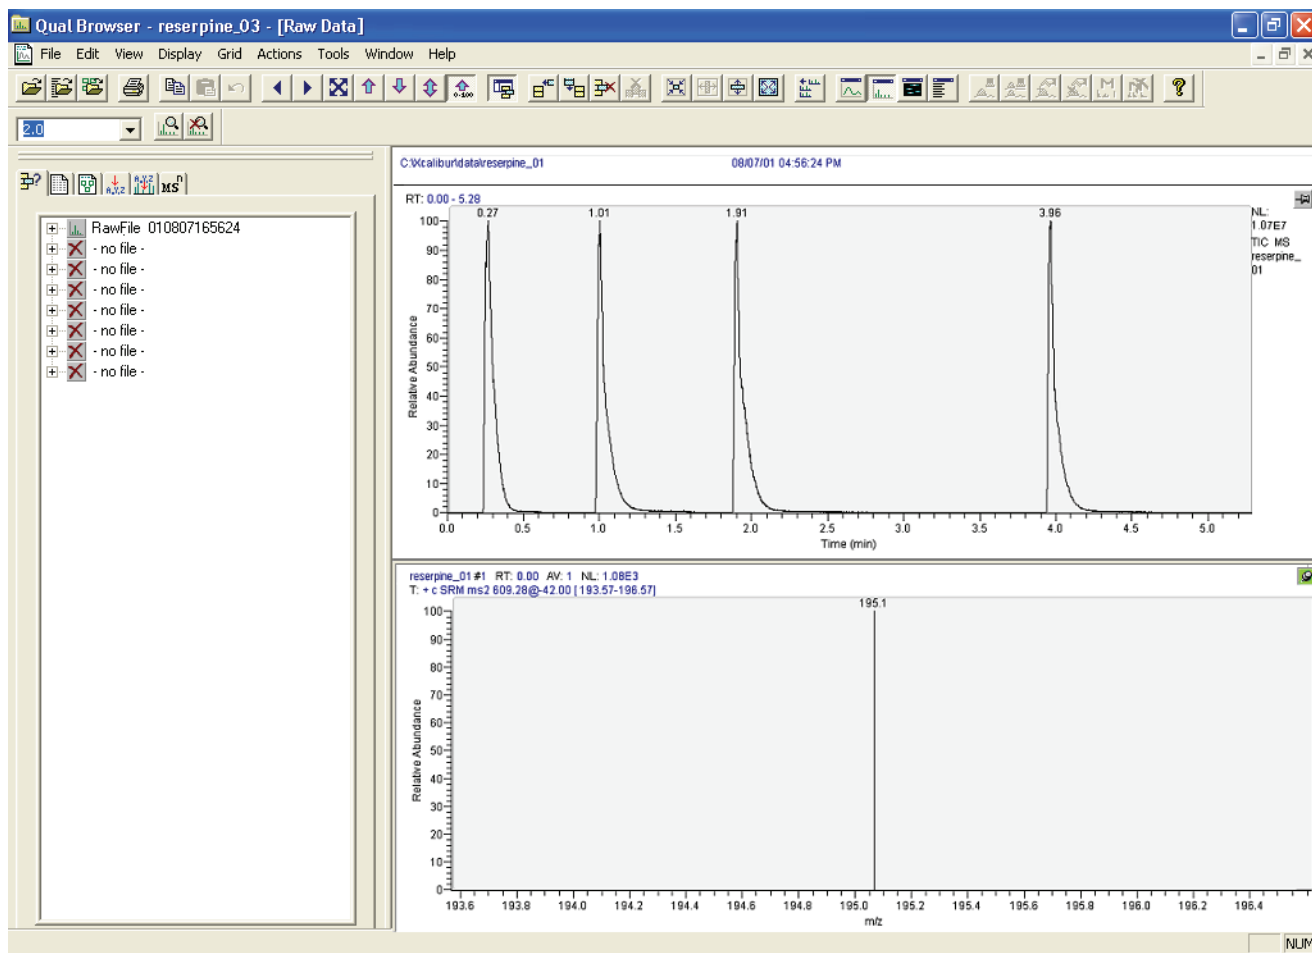 Qual Browser - reserpine_03 - [Raw Data]
File Edit View Display Grid Actions Tools Window Help
0-100
2.0
MSn
RawFile 010807165624
- no file -
- no file -
- no file -
- no file -
- no file -
- no file -
- no file -
C:\Xcalibur\data\reserpine_01 08/07/01 04:56:24 PM
RT: 0.00 - 5.28
0.27 1.01 1.91 3.96
NL:
1.07E7
TIC MS
reserpine_
01
100
90
80
70
60
50
40
30
20
10
0
Relative Abundance
0.0 0.5 1.0 1.5 2.0 2.5 3.0 3.5 4.0 4.5 5.0
Time (min)
reserpine_01 #1 RT: 0.00 AV: 1 NL: 1.08E3
T: + c SRM ms2 609.28@-42.00 [ 193.57-196.57]
195.1
100
90
80
70
60
50
40
30
20
10
0
Relative Abundance
193.6 193.8 194.0 194.2 194.4 194.6 194.8 195.0 195.2 195.4 195.6 195.8 196.0 196.2 196.4
m/z
NUM